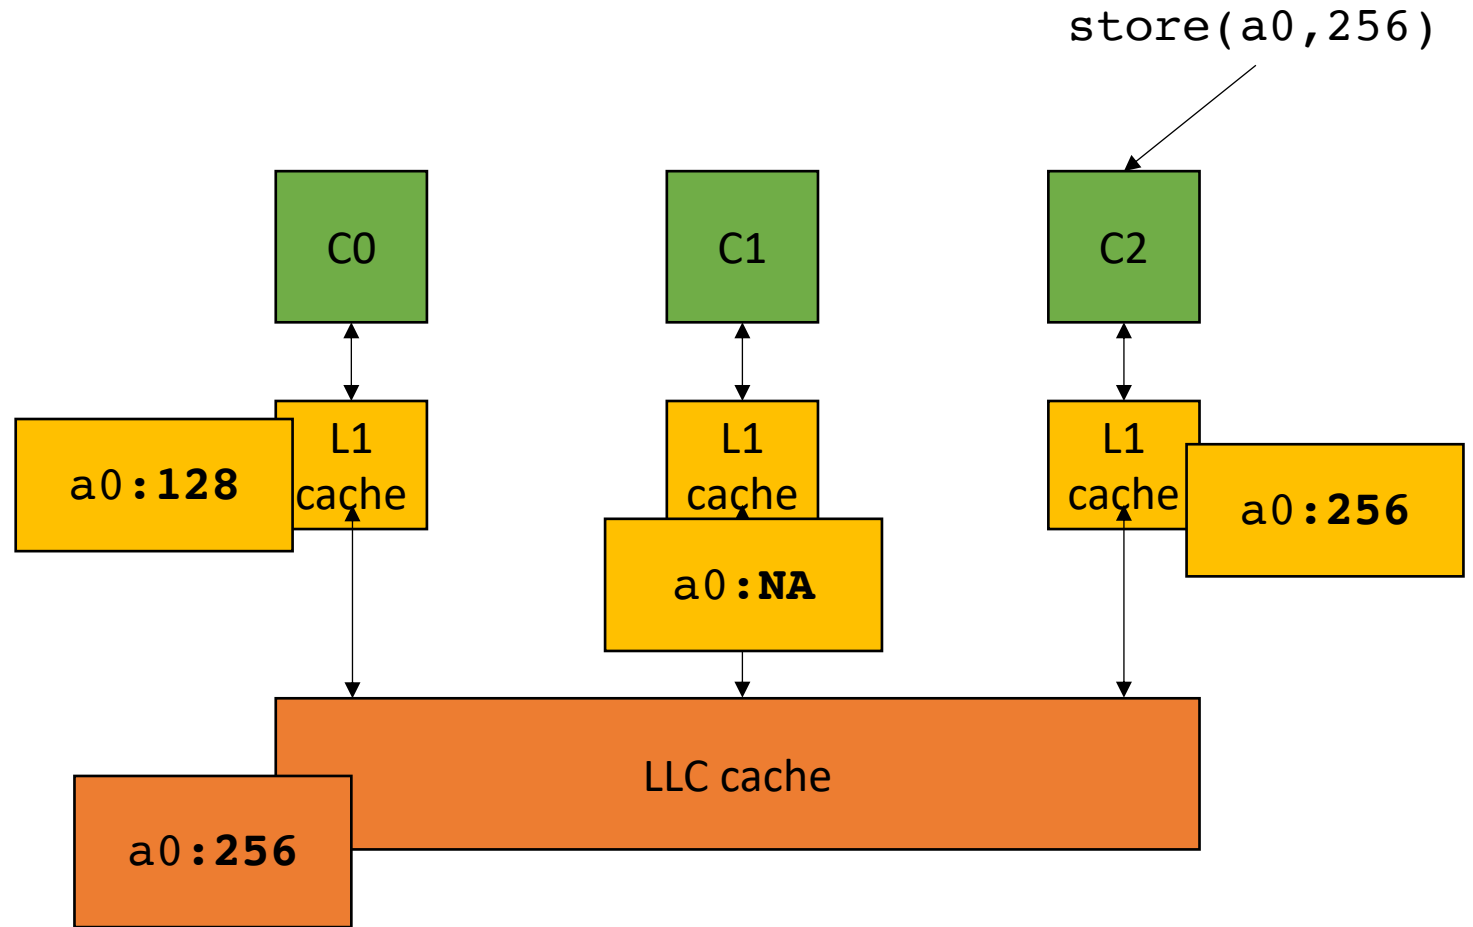 store(a0,256)
C0
C1
C2
L1
cache
L1
cache
L1
cache
a0:128
a0:256
a0:NA
LLC cache
a0:256